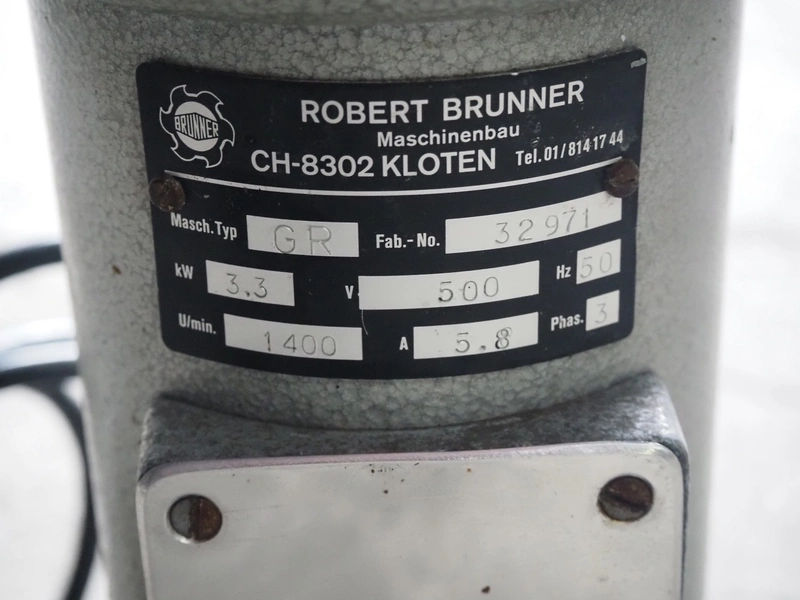 BRUNNER
ROBERT BRUNNER
Maschinenbau
CH-8302 KLOTEN Tel. 01/814 17 44
Masch.Typ GR Fab.-No. 32971
kW 3.3 V 500 Hz 50
U/min. 1400 A 5.8 Phas. 3